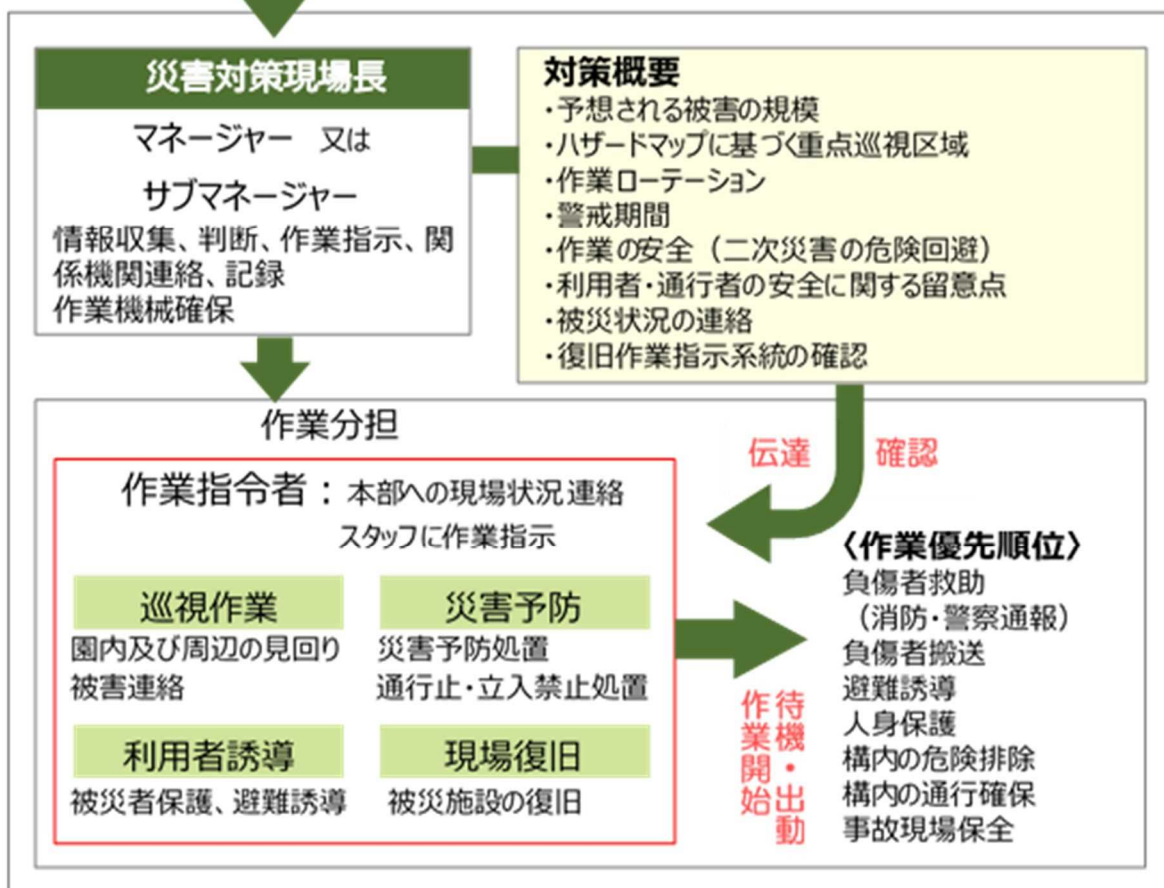 災害対策現場長
マネージャー 又は
サブマネージャー
情報収集、判断、作業指示、関
係機関連絡、記録
作業機械確保
対策概要
・予想される被害の規模
・ハザードマップに基づく重点巡視区域
・作業ローテーション
・警戒期間
・作業の安全（二次災害の危険回避）
・利用者・通行者の安全に関する留意点
・被災状況の連絡
・復旧作業指示系統の確認
作業分担
伝達 確認
作業指令者：本部への現場状況連絡
スタッフに作業指示
巡視作業
園内及び周辺の見回り
被害連絡
災害予防
災害予防処置
通行止・立入禁止処置
利用者誘導
被災者保護、避難誘導
現場復旧
被災施設の復旧
待機・出動
作業開始
〈作業優先順位〉
負傷者救助
（消防・警察通報）
負傷者搬送
避難誘導
人身保護
構内の危険排除
構内の通行確保
事故現場保全